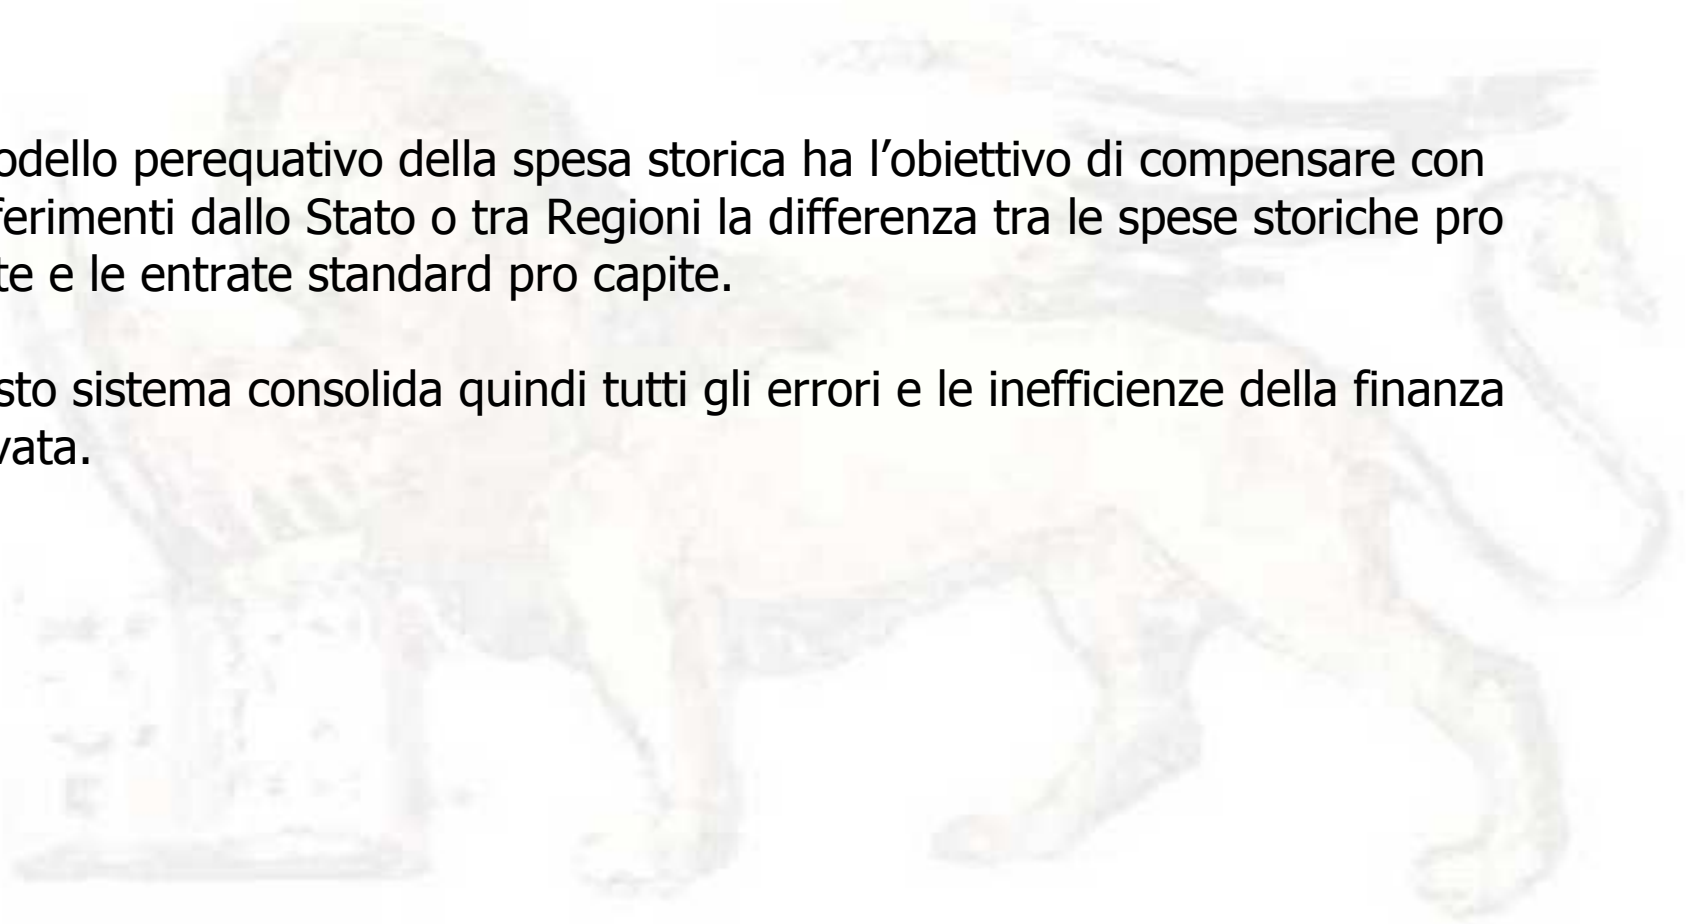 odello perequativo della spesa storica ha l’obiettivo di compensare con
ferimenti dallo Stato o tra Regioni la differenza tra le spese storiche pro
te e le entrate standard pro capite.
sto sistema consolida quindi tutti gli errori e le inefficienze della finanza
vata.